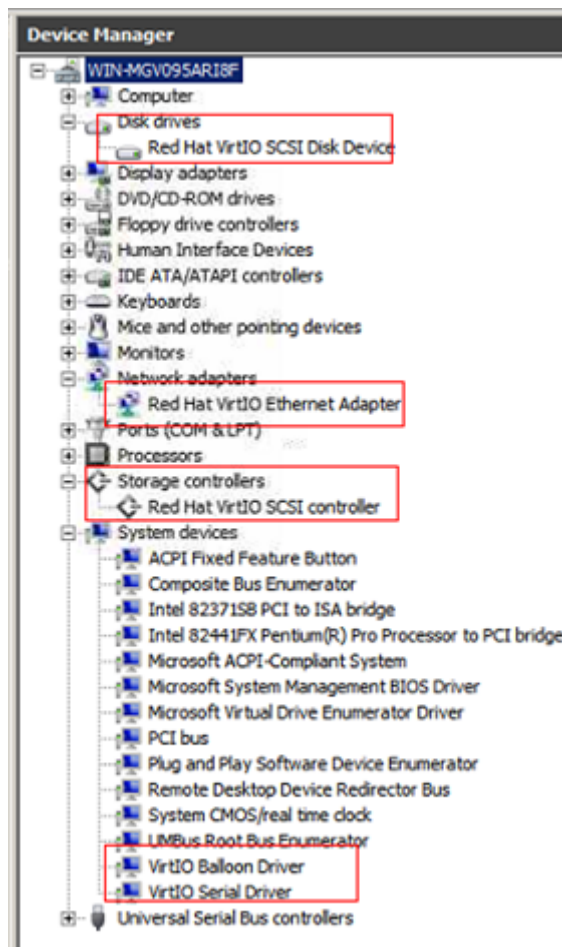 Device Manager
WIN-MGV095ARI8F
Computer
Disk drives
Red Hat VirtIO SCSI Disk Device
Display adapters
DVD/CD-ROM drives
Floppy drive controllers
Human Interface Devices
IDE ATA/ATAPI controllers
Keyboards
Mice and other pointing devices
Monitors
Network adapters
Red Hat VirtIO Ethernet Adapter
Ports (COM & LPT)
Processors
Storage controllers
Red Hat VirtIO SCSI controller
System devices
ACPI Fixed Feature Button
Composite Bus Enumerator
Intel 82371SB PCI to ISA bridge
Intel 82441FX Pentium(R) Pro Processor to PCI bridge
Microsoft ACPI-Compliant System
Microsoft System Management BIOS Driver
Microsoft Virtual Drive Enumerator Driver
PCI bus
Plug and Play Software Device Enumerator
Remote Desktop Device Redirector Bus
System CMOS/real time clock
UMBus Root Bus Enumerator
VirtIO Balloon Driver
VirtIO Serial Driver
Universal Serial Bus controllers